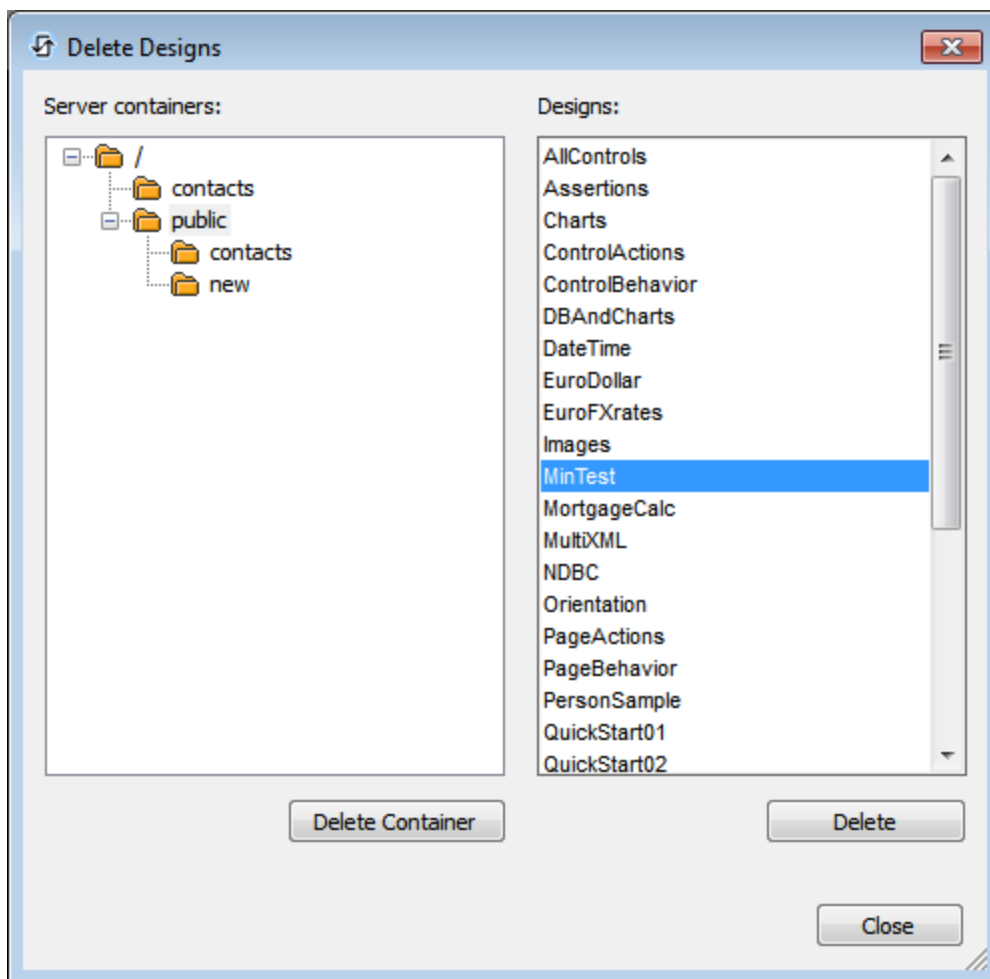 Delete Designs
Server containers:
/
contacts
public
contacts
new
Designs:
AllControls
Assertions
Charts
ControlActions
ControlBehavior
DBAndCharts
DateTime
EuroDollar
EuroFXrates
Images
MinTest
MortgageCalc
MultiXML
NDBC
Orientation
PageActions
PageBehavior
PersonSample
QuickStart01
QuickStart02
Delete Container
Delete
Close